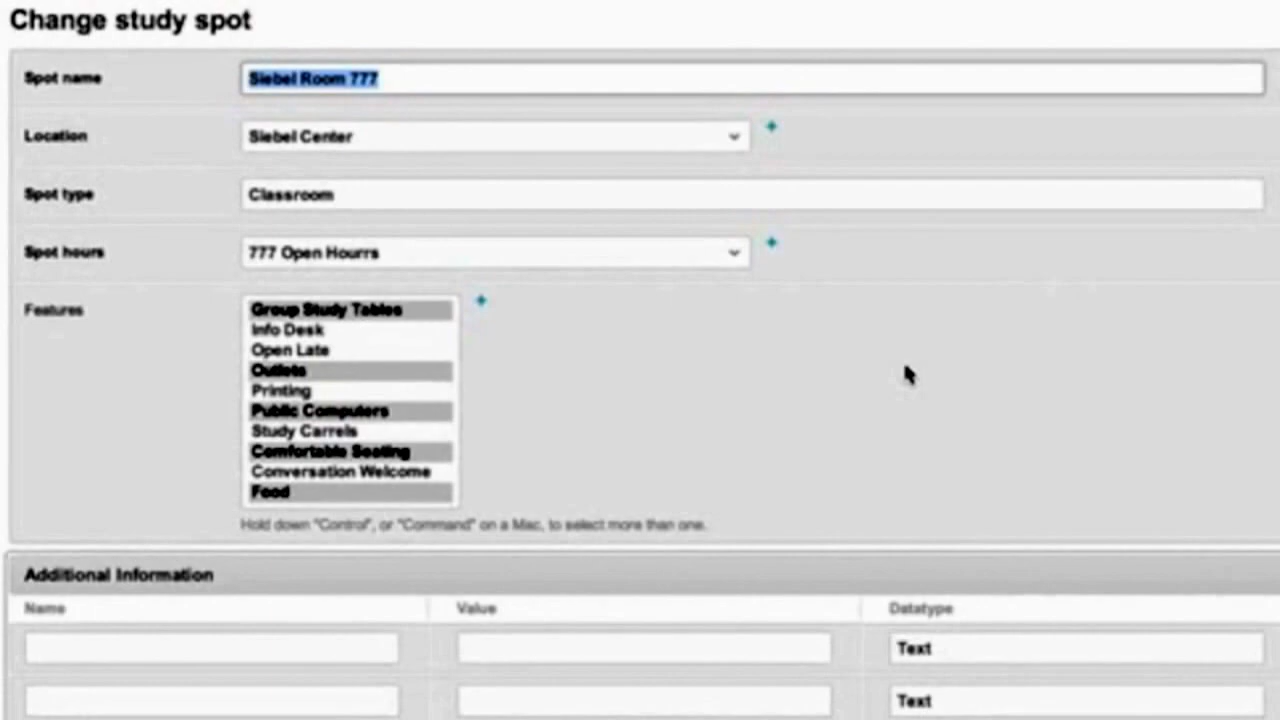 Change study spot
Spot name
Siebel Room 777
Location
Siebel Center
Spot type
Classroom
Spot hours
777 Open Hourrs
Features
Group Study Tables
Info Desk
Open Late
Outlets
Printing
Public Computers
Study Carrels
Comfortable Seating
Conversation Welcome
Food
Hold down "Control", or "Command" on a Mac, to select more than one.
Additional Information
Name Value Datatype
Text
Text